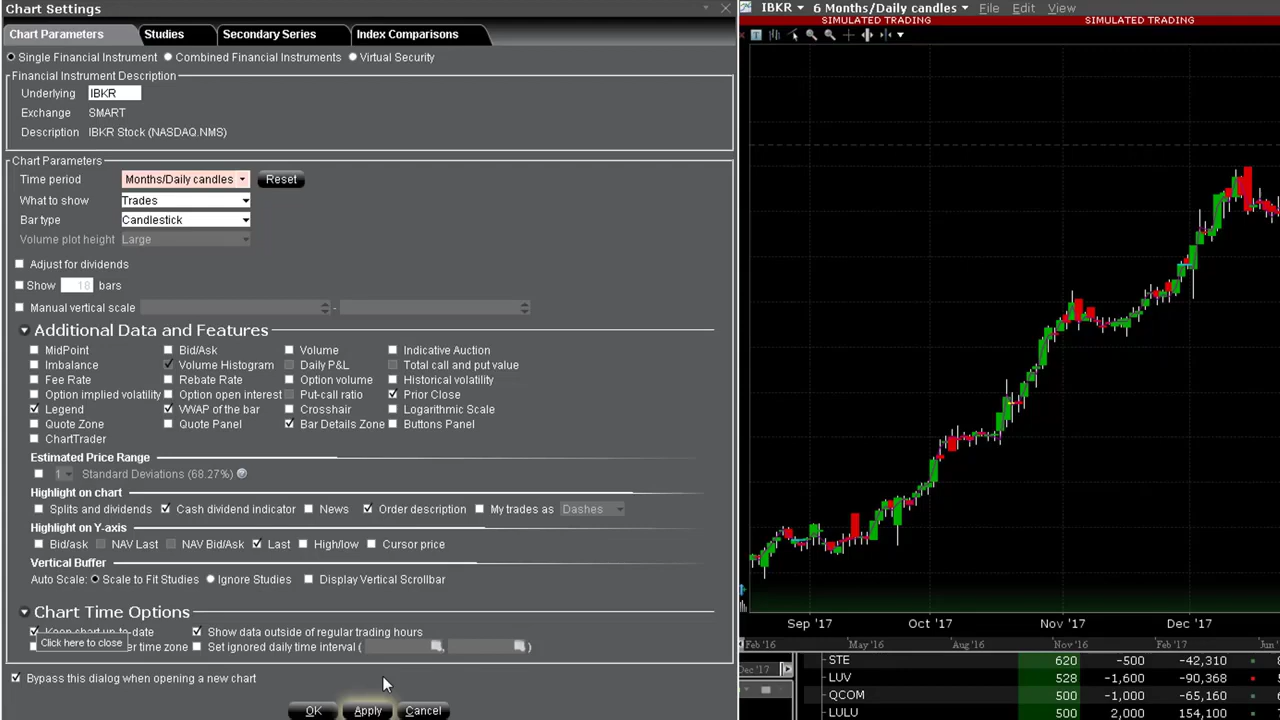 Chart Settings
IBKR 6 Months/Daily candles File Edit View
SIMULATED TRADING SIMULATED TRADING
Chart Parameters Studies Secondary Series Index Comparisons
Single Financial Instrument Combined Financial Instruments Virtual Security
Financial Instrument Description
Underlying IBKR
Exchange SMART
Description IBKR Stock (NASDAQ.NMS)
Chart Parameters
Time period Months/Daily candles Reset
What to show Trades
Bar type Candlestick
Volume plot height Large
Adjust for dividends
Show 10 bars
Manual vertical scale -
Additional Data and Features
MidPoint Bid/Ask Volume Indicative Auction
Imbalance Volume Histogram Daily P&L Total call and put value
Fee Rate Rebate Rate Option volume Historical volatility
Option implied volatility Option open interest Put-call ratio Prior Close
Legend VWAP of the bar Crosshair Logarithmic Scale
Quote Zone Quote Panel Bar Details Zone Buttons Panel
ChartTrader
Estimated Price Range
1 Standard Deviations (68.27%)
Highlight on chart
Splits and dividends Cash dividend indicator News Order description My trades as Dashes
Highlight on Y-axis
Bid/ask NAV Last NAV Bid/Ask Last High/low Cursor price
Vertical Buffer
Auto Scale: Scale to Fit Studies Ignore Studies Display Vertical Scrollbar
Chart Time Options
Keep chart up-to-date Show data outside of regular trading hours
Click here to close
time zone Set ignored daily time interval ( , )
Bypass this dialog when opening a new chart
OK Apply Cancel
Sep '17 Oct '17 Nov '17 Dec '17
Feb '16 May '16 Aug '16 Nov '16 Feb '17 Jun
Dec '17
STE 620 -500 -42,310
LUV 528 -1,600 -90,368
QCOM 500 -1,000 -65,160
LULU 500 2,000 154,100